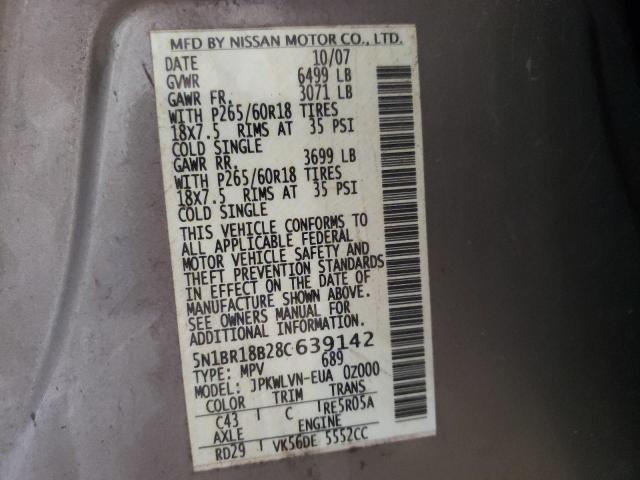 MFD BY NISSAN MOTOR CO., LTD.
DATE 10/07
GVWR 6499 LB
GAWR FR. 3071 LB
WITH P265/60R18 TIRES
18X7.5 RIMS AT 35 PSI
COLD SINGLE
GAWR RR. 3699 LB
WITH P265/60R18 TIRES
18X7.5 RIMS AT 35 PSI
COLD SINGLE
THIS VEHICLE CONFORMS TO
ALL APPLICABLE FEDERAL
MOTOR VEHICLE SAFETY AND
THEFT PREVENTION STANDARDS
IN EFFECT ON THE DATE OF
MANUFACTURE SHOWN ABOVE.
SEE OWNERS MANUAL FOR
ADDITIONAL INFORMATION.
5N1BR18B28C639142
TYPE: MPV 689
MODEL: JPKWLVN-EUA 0Z000
COLOR TRIM TRANS
C43 C RE5R05A
AXLE ENGINE
RD29 VK56DE 5552CC